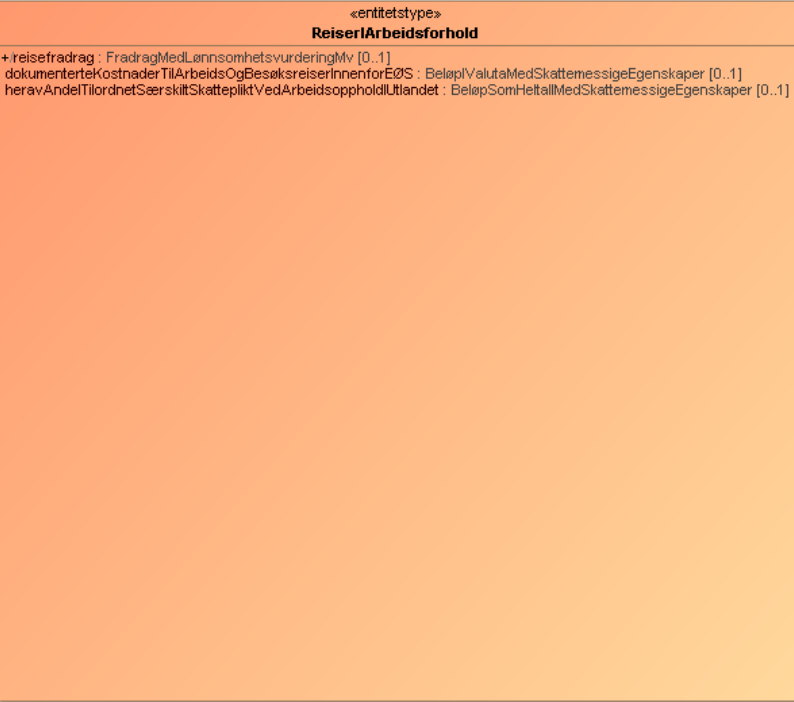 «entitetstype»
ReiserIArbeidsforhold
+/reisefradrag : FradragMedLønnsomhetsvurderingMv [0..1]
dokumenterteKostnaderTilArbeidsOgBesøksreiserInnenforEØS : BeløpIValutaMedSkattemessigeEgenskaper [0..1]
heravAndelTilordnetSærskiltSkattepliktVedArbeidsoppholdIUtlandet : BeløpSomHeltallMedSkattemessigeEgenskaper [0..1]